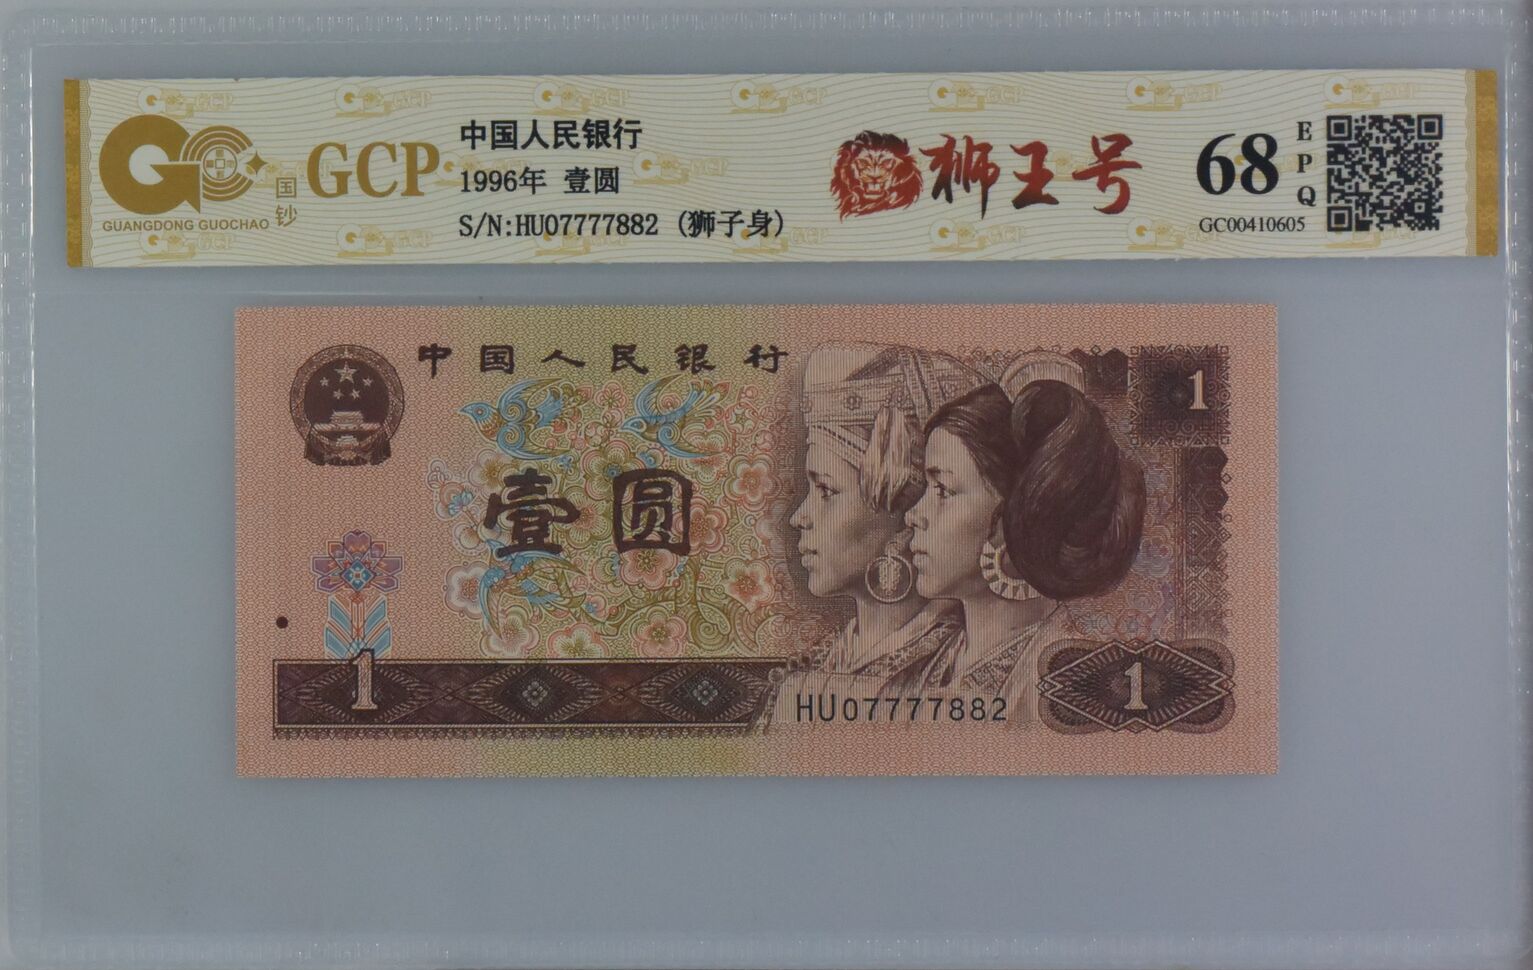 GCP
GUANGDONG GUOCHAO
国
钞
中国人民银行
1996年 壹圆
S/N:HU07777882 (狮子身)
狮王号
68
E
P
Q
GC00410605
中国人民银行
1
壹圆
1
HU07777882
1